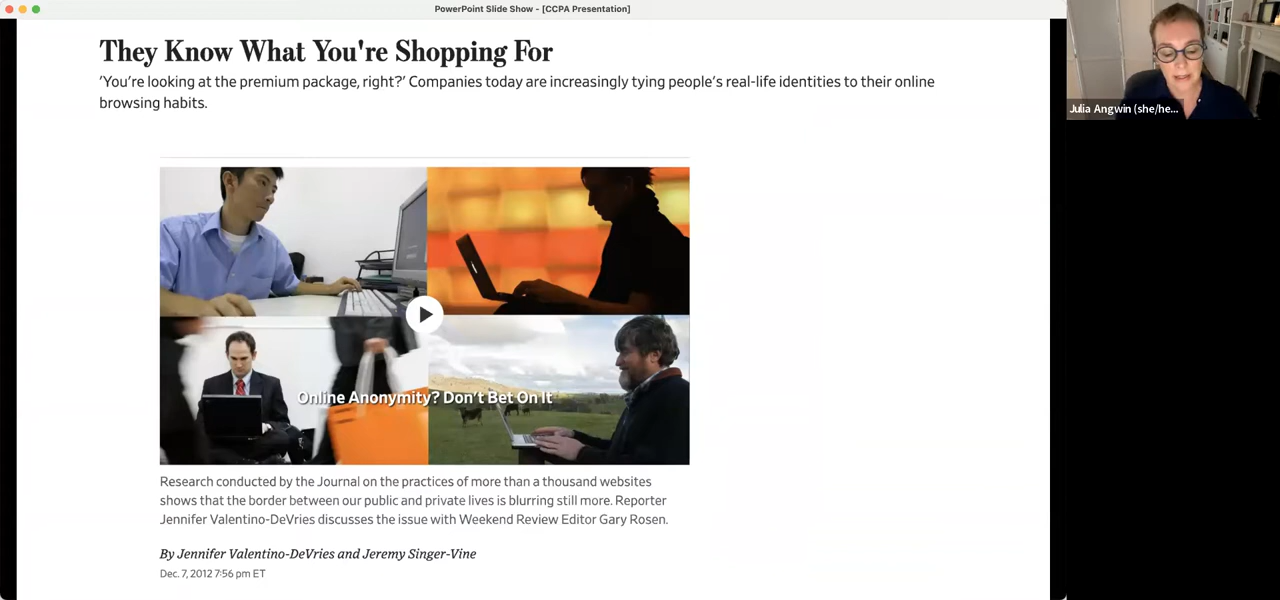 PowerPoint Slide Show - [CCPA Presentation]
They Know What You're Shopping For
'You're looking at the premium package, right?' Companies today are increasingly tying people's real-life identities to their online
browsing habits.
Online Anonymity? Don't Bet On It
Research conducted by the Journal on the practices of more than a thousand websites
shows that the border between our public and private lives is blurring still more. Reporter
Jennifer Valentino-DeVries discusses the issue with Weekend Review Editor Gary Rosen.
By Jennifer Valentino-DeVries and Jeremy Singer-Vine
Dec. 7, 2012 7:56 pm ET
Julia Angwin (she/he...